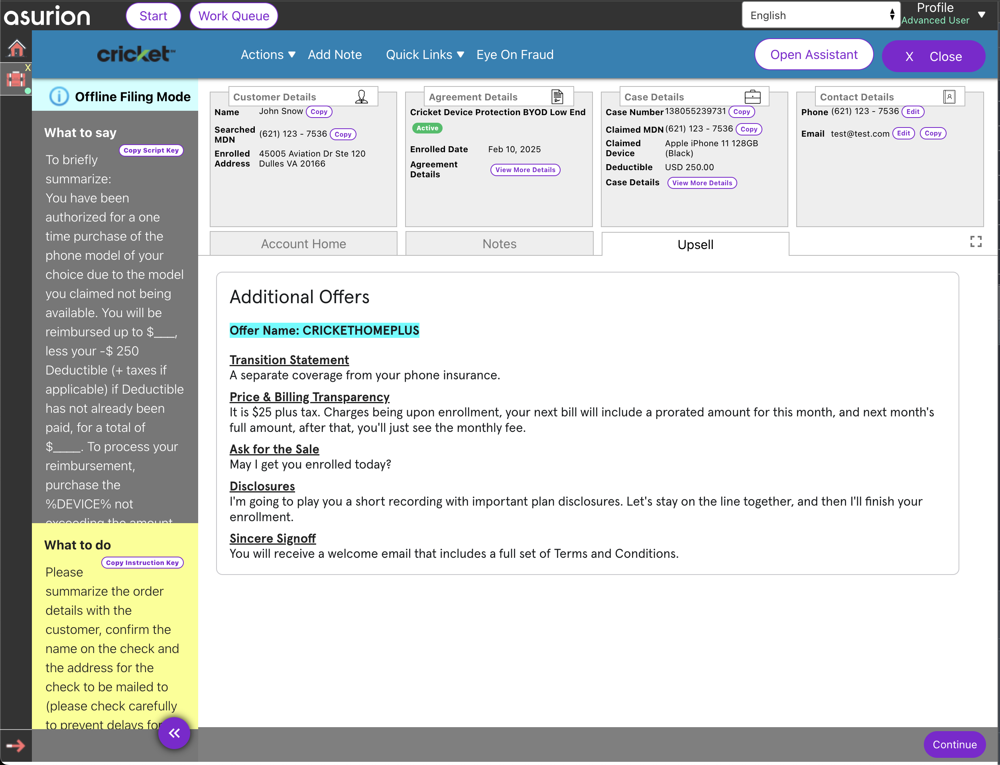 asurion
Start
Work Queue
English
Profile
Advanced User
cricket
Actions
Add Note
Quick Links
Eye On Fraud
Open Assistant
X Close
X
Offline Filing Mode
What to say
Copy Script Key
To briefly
summarize:
You have been
authorized for a one
time purchase of the
phone model of your
choice due to the model
you claimed not being
available. You will be
reimbursed up to $___,
less your -$ 250
Deductible (+ taxes if
applicable) if Deductible
has not already been
paid, for a total of
$____. To process your
reimbursement,
purchase the
%DEVICE% not
exceeding the amount
What to do
Copy Instruction Key
Please
summarize the order
details with the
customer, confirm the
name on the check and
the address for the
check to be mailed to
(please check carefully
to prevent delays for
Customer Details
Name John Snow Copy
Searched
MDN (621) 123 - 7536 Copy
Enrolled
Address 45005 Aviation Dr Ste 120
Dulles VA 20166
Agreement Details
Cricket Device Protection BYOD Low End
Active
Enrolled Date Feb 10, 2025
Agreement
Details View More Details
Case Details
Case Number 138055239731 Copy
Claimed MDN (621) 123 - 7536 Copy
Claimed
Device Apple iPhone 11 128GB
(Black)
Deductible USD 250.00
Case Details View More Details
Contact Details
Phone (621) 123 - 7536 Edit
Email test@test.com Edit Copy
Account Home
Notes
Upsell
Additional Offers
Offer Name: CRICKETHOMEPLUS
Transition Statement
A separate coverage from your phone insurance.
Price & Billing Transparency
It is $25 plus tax. Charges being upon enrollment, your next bill will include a prorated amount for this month, and next month's
full amount, after that, you'll just see the monthly fee.
Ask for the Sale
May I get you enrolled today?
Disclosures
I'm going to play you a short recording with important plan disclosures. Let's stay on the line together, and then I'll finish your
enrollment.
Sincere Signoff
You will receive a welcome email that includes a full set of Terms and Conditions.
Continue